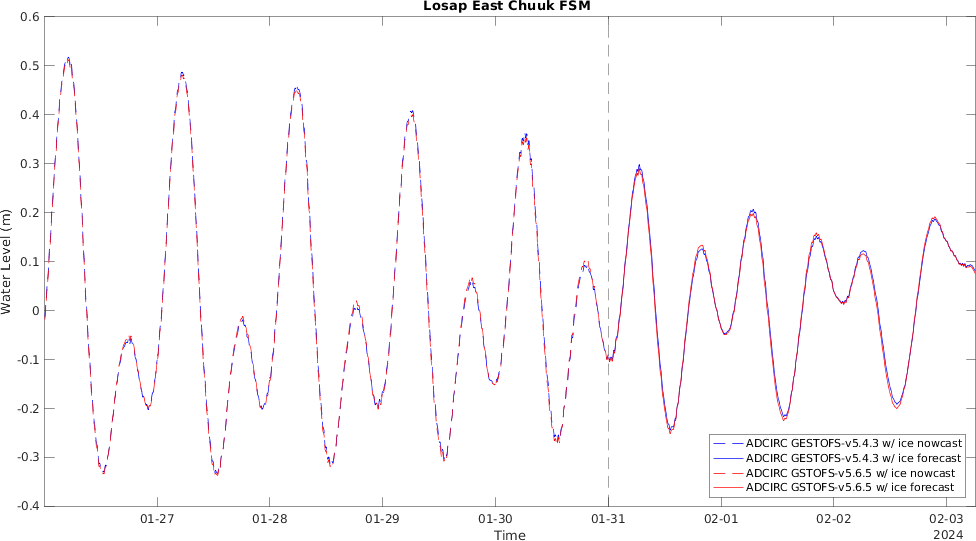 Losap East Chuuk FSM
0.6
0.5
0.4
0.3
0.2
0.1
0
-0.1
-0.2
-0.3
-0.4
Water Level (m)
ADCIRC GESTOFS-v5.4.3 w/ ice nowcast
ADCIRC GESTOFS-v5.4.3 w/ ice forecast
ADCIRC GSTOFS-v5.6.5 w/ ice nowcast
ADCIRC GSTOFS-v5.6.5 w/ ice forecast
01-27 01-28 01-29 01-30 01-31 02-01 02-02 02-03
Time 2024